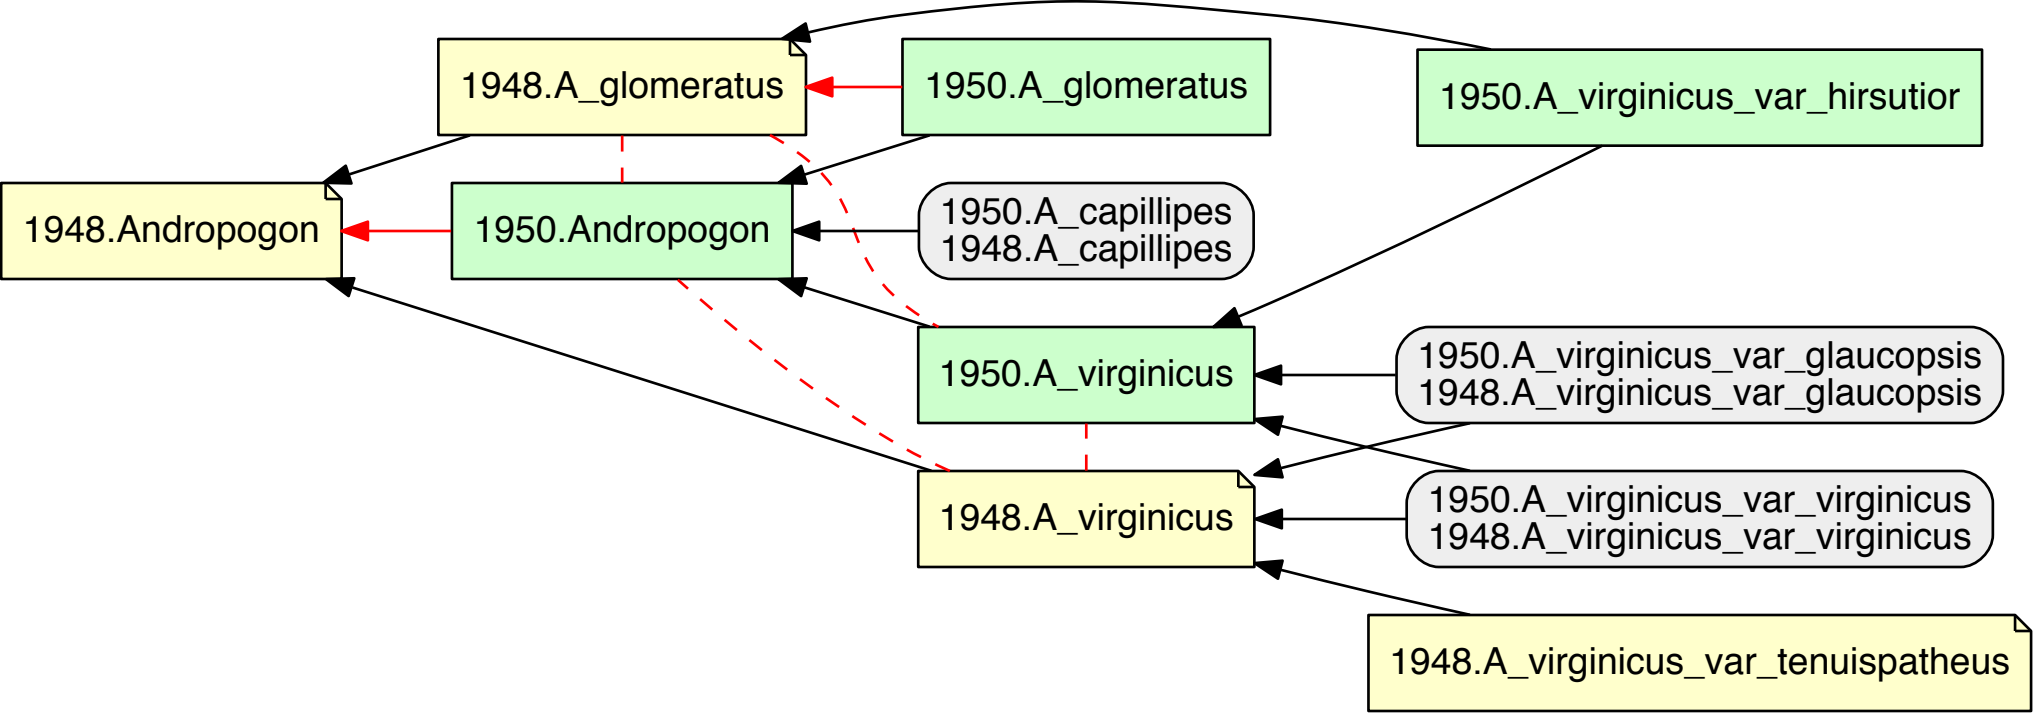 1948.A_glomeratus
1950.A_glomeratus
1950.A_virginicus_var_hirsutior
1948.Andropogon
1950.Andropogon
1950.A_capillipes
1948.A_capillipes
1950.A_virginicus
1950.A_virginicus_var_glaucopsis
1948.A_virginicus_var_glaucopsis
1948.A_virginicus
1950.A_virginicus_var_virginicus
1948.A_virginicus_var_virginicus
1948.A_virginicus_var_tenuispatheus